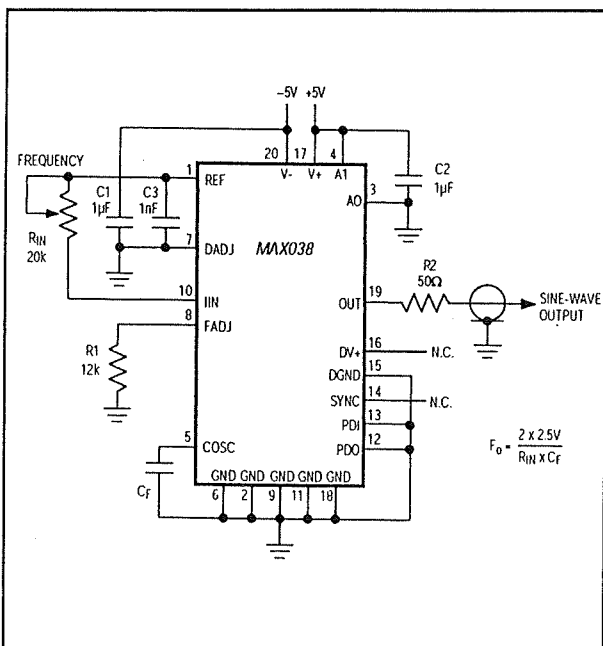 -5V +5V
20 17 4
V- V+ A1
FREQUENCY
1 REF
C1
1µF
C3
1nF
C2
1µF
3 AO
RIN
20k
7 DADJ
MAX038
R2
50Ω
10 IIN
8 FADJ
OUT 19
SINE-WAVE
OUTPUT
R1
12k
DV+ 16 N.C.
DGND 15
SYNC 14 N.C.
PDI 13
PDO 12
5 COSC
CF
GND GND GND GND GND
6 2 9 11 18
Fo = 2 x 2.5V
RIN x CF